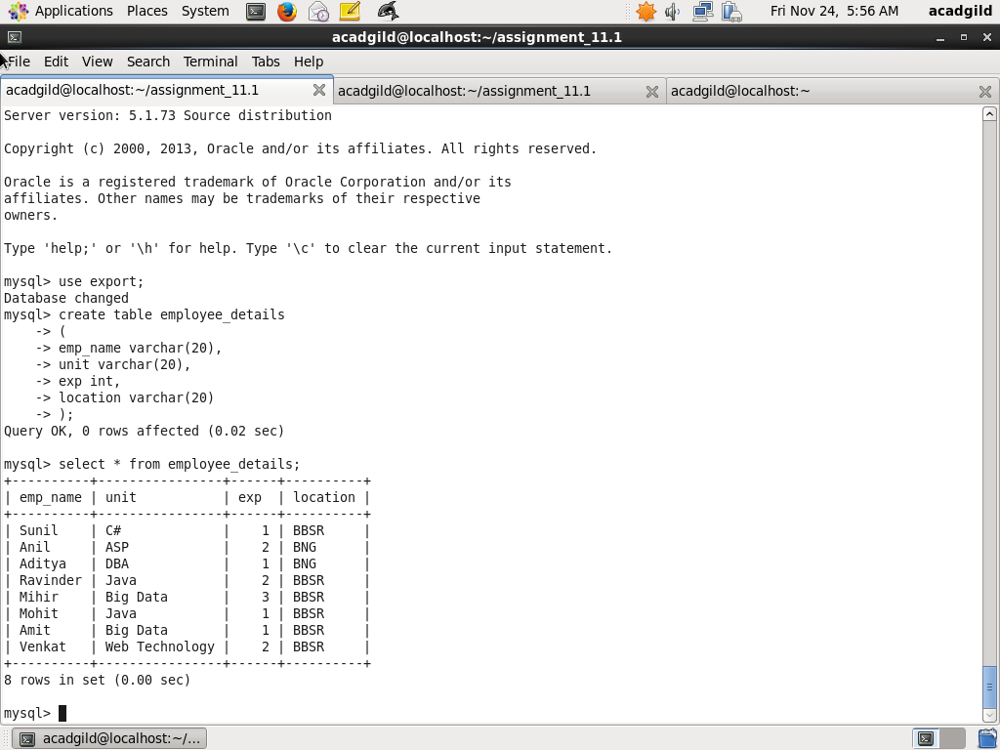 Applications Places System Fri Nov 24, 5:56 AM acadgild
acadgild@localhost:~/assignment_11.1
File Edit View Search Terminal Tabs Help
acadgild@localhost:~/assignment_11.1 acadgild@localhost:~/assignment_11.1 acadgild@localhost:~
Server version: 5.1.73 Source distribution
Copyright (c) 2000, 2013, Oracle and/or its affiliates. All rights reserved.
Oracle is a registered trademark of Oracle Corporation and/or its
affiliates. Other names may be trademarks of their respective
owners.
Type 'help;' or '\h' for help. Type '\c' to clear the current input statement.
mysql> use export;
Database changed
mysql> create table employee_details
    -> (
    -> emp_name varchar(20),
    -> unit varchar(20),
    -> exp int,
    -> location varchar(20)
    -> );
Query OK, 0 rows affected (0.02 sec)
mysql> select * from employee_details;
+----------+----------------+------+----------+
| emp_name | unit           | exp  | location |
+----------+----------------+------+----------+
| Sunil    | C#             |    1 | BBSR     |
| Anil     | ASP            |    2 | BNG      |
| Aditya   | DBA            |    1 | BNG      |
| Ravinder | Java           |    2 | BBSR     |
| Mihir    | Big Data       |    3 | BBSR     |
| Mohit    | Java           |    1 | BBSR     |
| Amit     | Big Data       |    1 | BBSR     |
| Venkat   | Web Technology |    2 | BBSR     |
+----------+----------------+------+----------+
8 rows in set (0.00 sec)
mysql>
acadgild@localhost:~/...